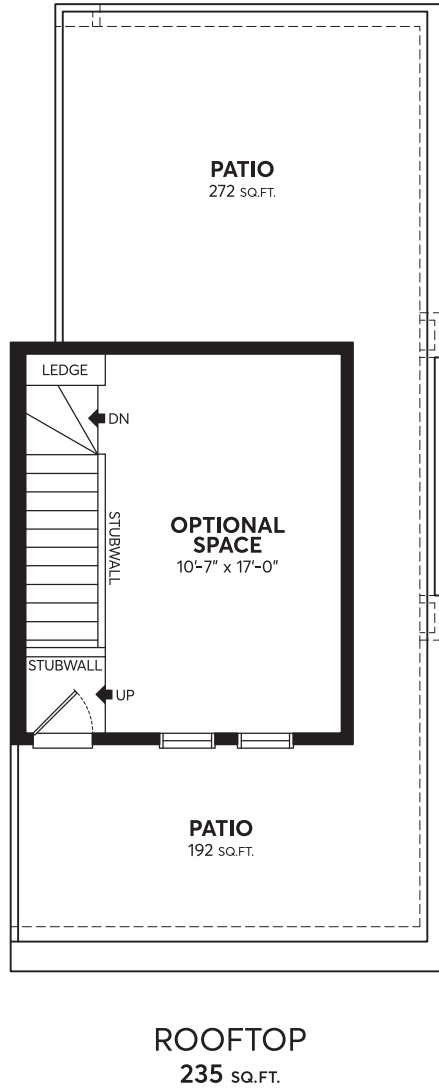 PATIO
272 SQ.FT.
LEDGE
DN
STUBWALL
OPTIONAL
SPACE
10'-7" x 17'-0"
STUBWALL
UP
PATIO
192 SQ.FT.
ROOFTOP
235 SQ.FT.